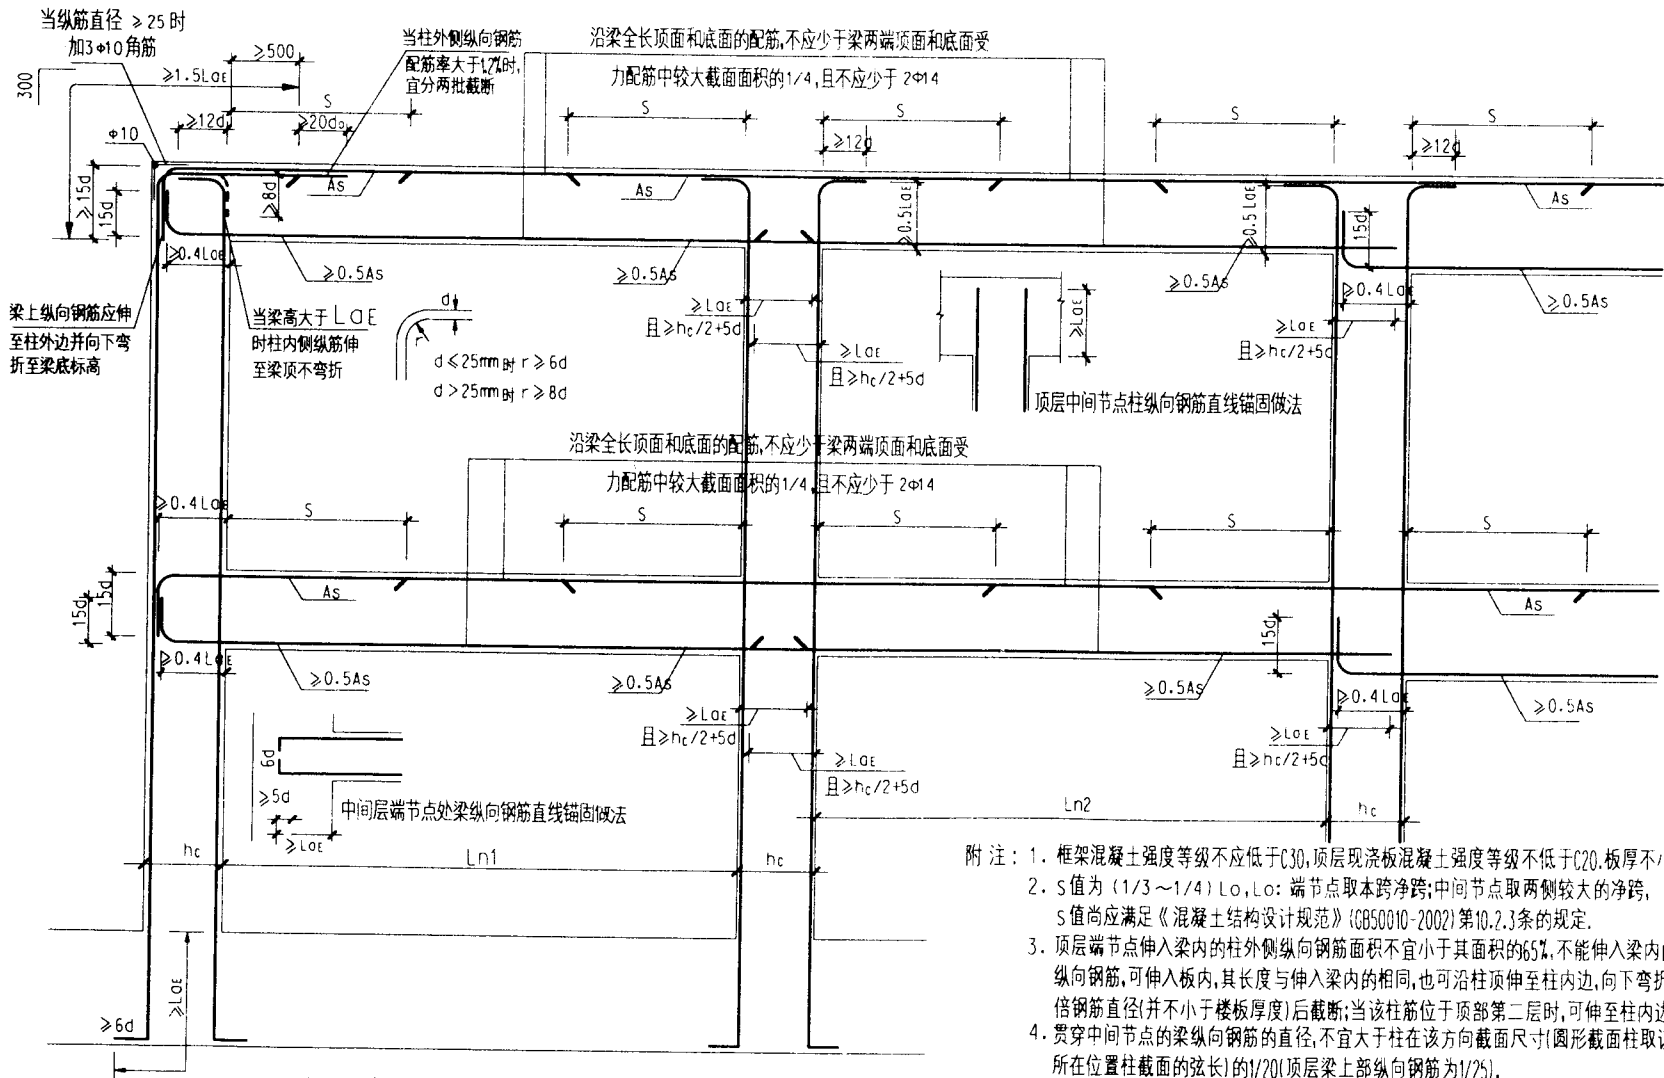 当纵筋直径 ≥25时
加3Φ10角筋
≥1.5LaE
≥500
300
S
≥12d
≥20d
Φ10
≥15d
15d
≥8d
As
≥0.4LaE
≥0.5As
当柱外侧纵向钢筋
配筋率大于1.2%时,
宜分两批截断
沿梁全长顶面和底面的配筋,不应少于梁两端顶面和底面受
力配筋中较大截面面积的1/4,且不应少于 2Φ14
S
S
S
S
≥12d
≥12d
As
≥0.5LaE
≥0.5LaE
As
15d
≥0.5As
≥0.5As
≥0.4LaE
≥0.5As
梁上纵向钢筋应伸
至柱外边并向下弯
折至梁底标高
当梁高大于LaE
时柱内侧纵筋伸
至梁顶不弯折
d
r
d≤25mm时 r≥6d
d>25mm时 r≥8d
≥LaE
且≥hc/2+5d
≥LaE
且≥hc/2+5d
≥LaE
顶层中间节点柱纵向钢筋直线锚固做法
≥LaE
且≥hc/2+5d
沿梁全长顶面和底面的配筋,不应少于梁两端顶面和底面受
力配筋中较大截面面积的1/4,且不应少于 2Φ14
≥0.4LaE
S
S
S
S
S
15d
15d
As
As
15d
≥0.4LaE
≥0.5As
≥0.5As
≥0.5As
≥0.4LaE
≥0.5As
≥LaE
且≥hc/2+5d
≥LaE
且≥hc/2+5d
≥LaE
且≥hc/2+5d
6d
≥5d
≥LaE
中间层端节点处梁纵向钢筋直线锚固做法
hc
Ln1
hc
Ln2
hc
≥LaE
≥6d
附注: 1. 框架混凝土强度等级不应低于C30,顶层现浇板混凝土强度等级不低于C20.板厚不
2. S值为 (1/3~1/4) Lo,Lo: 端节点取本跨净跨;中间节点取两侧较大的净跨,
S值尚应满足《混凝土结构设计规范》(GB50010-2002)第10.2.3条的规定.
3. 顶层端节点伸入梁内的柱外侧纵向钢筋面积不宜小于其面积的65%,不能伸入梁内
纵向钢筋,可伸入板内,其长度与伸入梁内的相同,也可沿柱顶伸至柱内边,向下弯折
倍钢筋直径(并不小于楼板厚度)后截断;当该柱筋位于顶部第二层时,可伸至柱内边
4. 贯穿中间节点的梁纵向钢筋的直径,不宜大于柱在该方向截面尺寸(圆形截面柱取
所在位置柱截面的弦长)的1/20(顶层梁上部纵向钢筋为1/25).